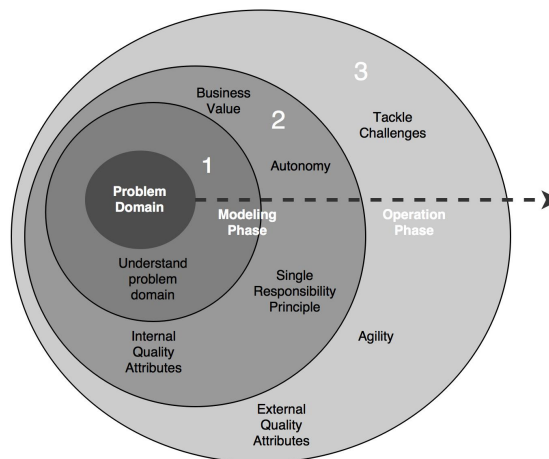 3
Business
Value
2
Tackle
Challenges
1
Autonomy
Problem
Domain
Modeling
Phase
Operation
Phase
Understand
problem
domain
Single
Responsibility
Principle
Internal
Quality
Attributes
Agility
External
Quality
Attributes